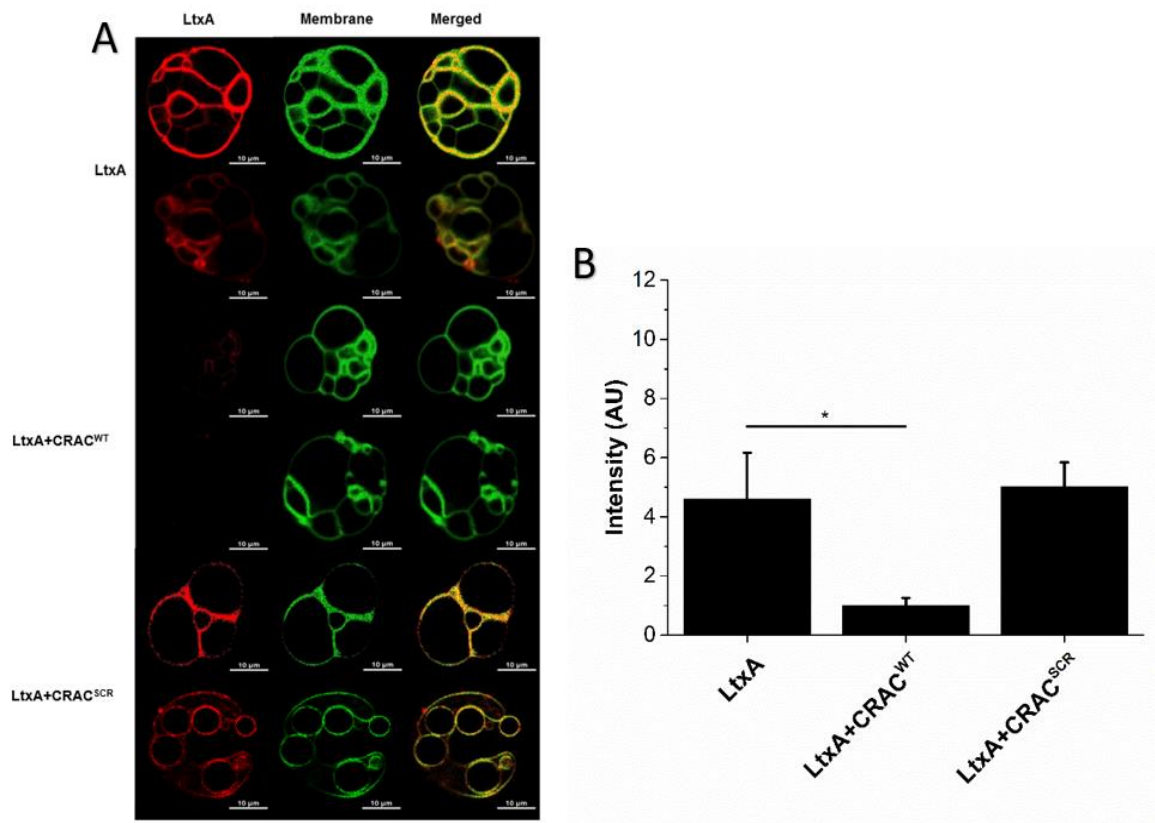 A
LtxA Membrane Merged
10 μm 10 μm 10 μm
LtxA
10 μm 10 μm 10 μm
10 μm 10 μm 10 μm
LtxA+CRACWT
10 μm 10 μm 10 μm
10 μm 10 μm 10 μm
LtxA+CRACSCR
10 μm 10 μm 10 μm
B
Intensity (AU)
12
10
8
6
4
2
0
*
LtxA
LtxA+CRACWT
LtxA+CRACSCR